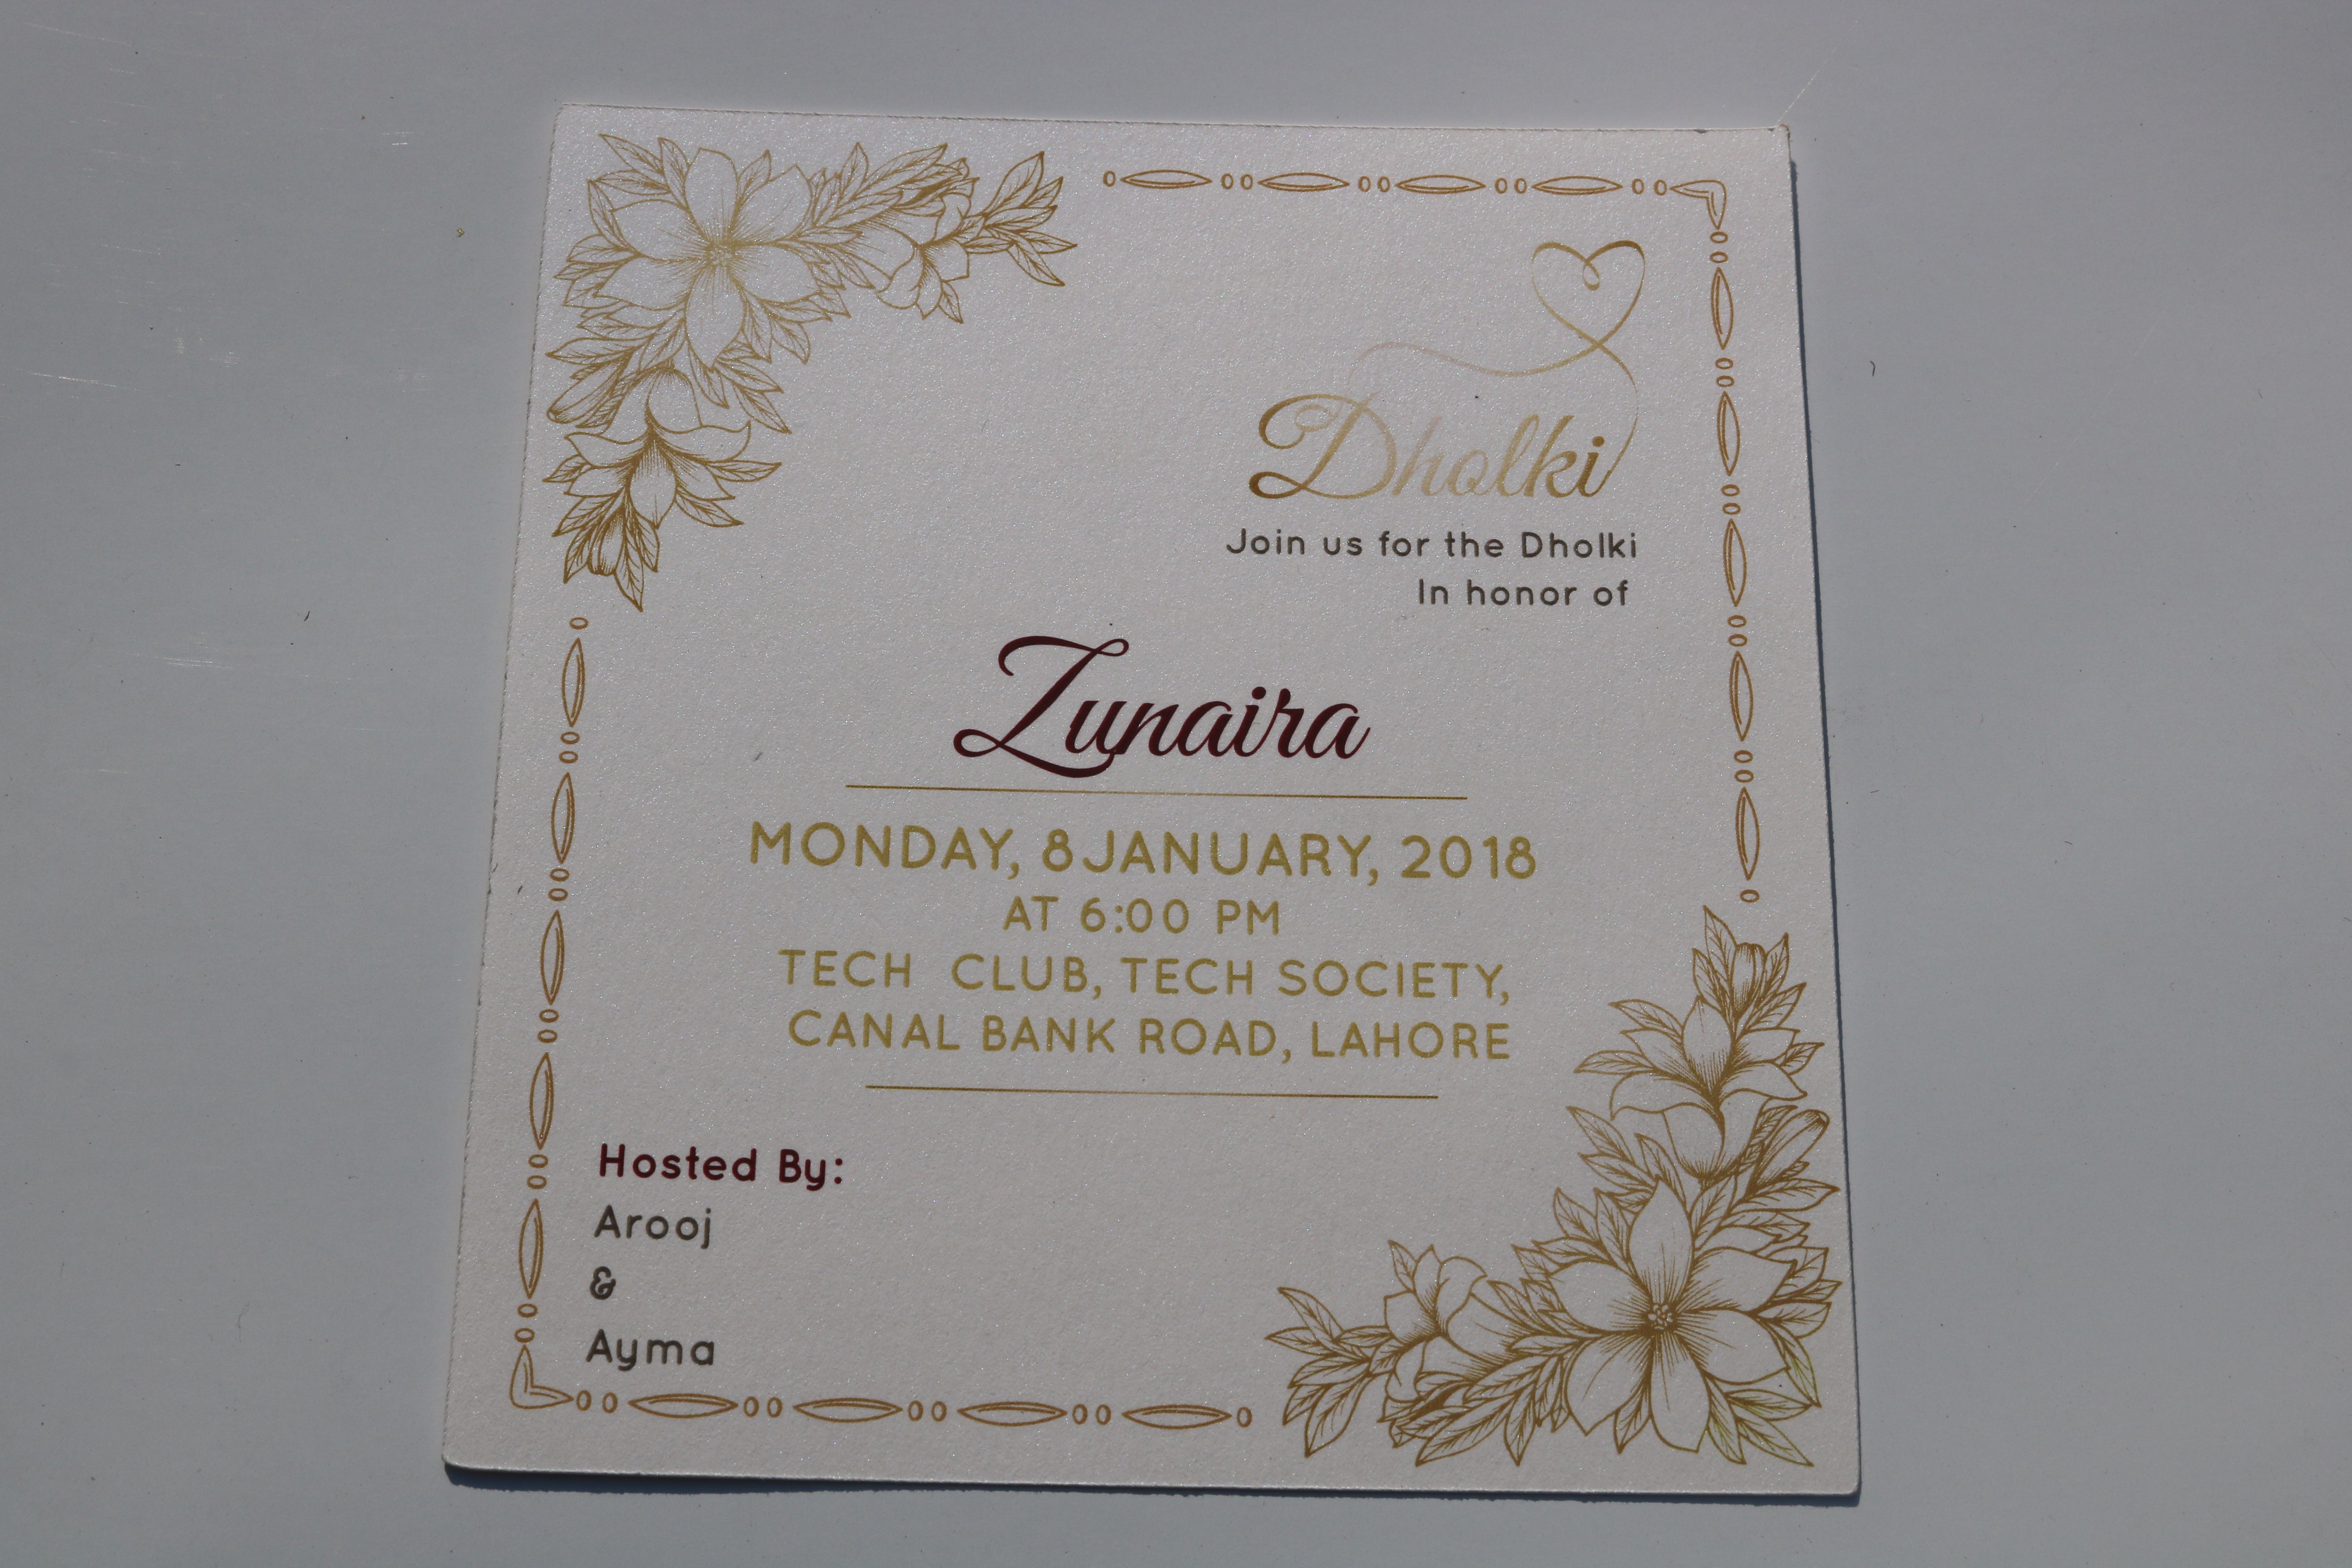 Dholki
Join us for the Dholki
In honor of
Zunaira
MONDAY, 8JANUARY, 2018
AT 6:00 PM
TECH CLUB, TECH SOCIETY,
CANAL BANK ROAD, LAHORE
Hosted By:
Arooj
&
Ayma